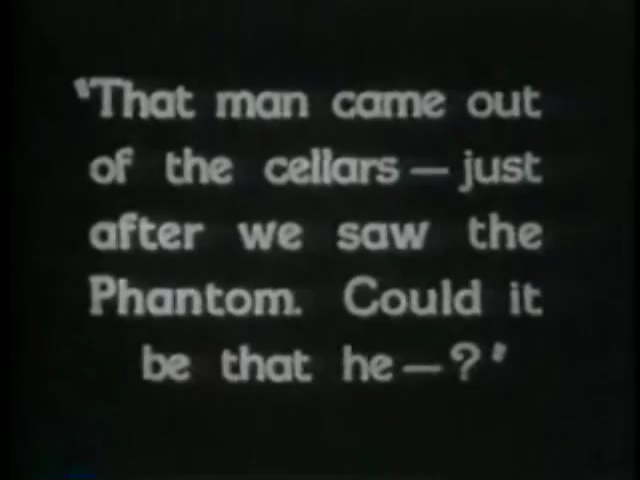 "That man came out
of the cellars — just
after we saw the
Phantom. Could it
be that he — ?"